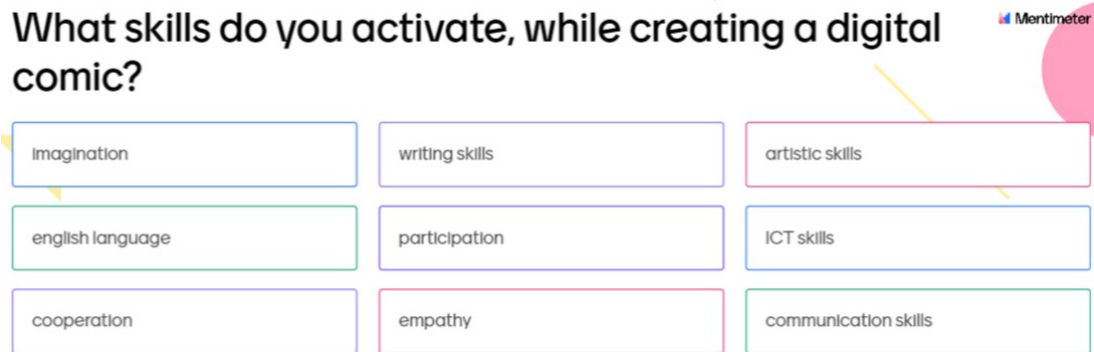 What skills do you activate, while creating a digital
comic?
Mentimeter
imagination
writing skills
artistic skills
english language
participation
ICT skills
cooperation
empathy
communication skills